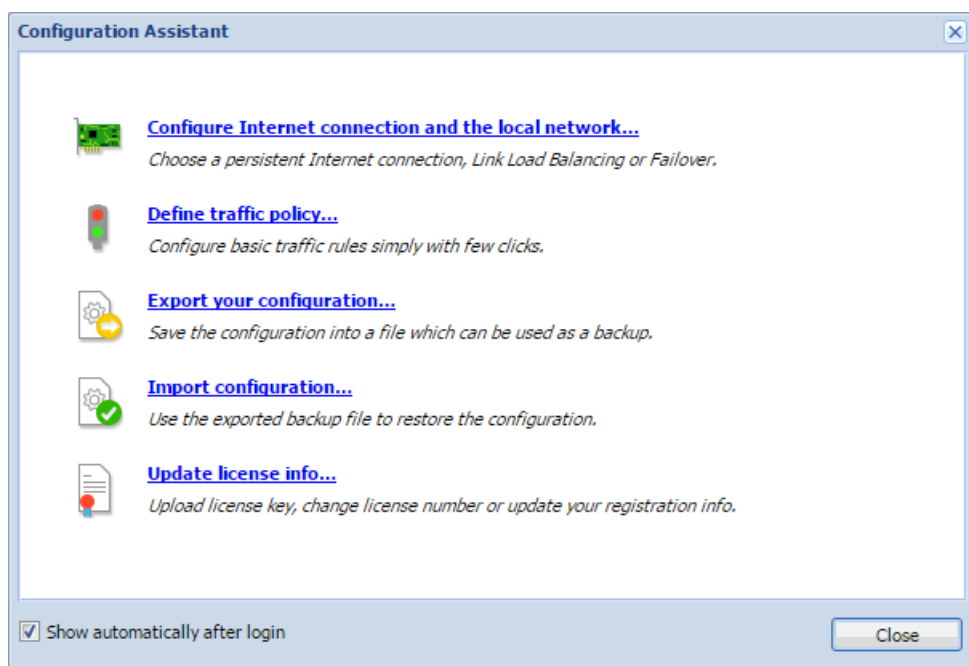 Configuration Assistant
Configure Internet connection and the local network...
Choose a persistent Internet connection, Link Load Balancing or Failover.
Define traffic policy...
Configure basic traffic rules simply with few clicks.
Export your configuration...
Save the configuration into a file which can be used as a backup.
Import configuration...
Use the exported backup file to restore the configuration.
Update license info...
Upload license key, change license number or update your registration info.
Show automatically after login
Close